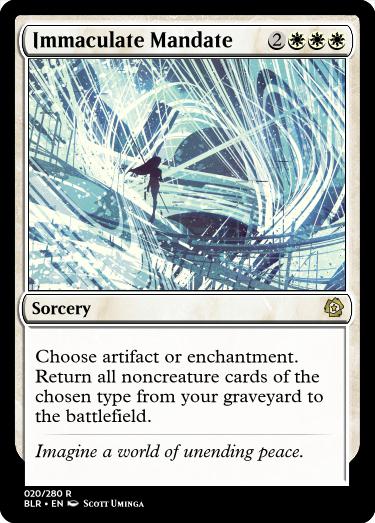 Immaculate Mandate 2
Sorcery
Choose artifact or enchantment.
Return all noncreature cards of the
chosen type from your graveyard to
the battlefield.
Imagine a world of unending peace.
020/280 R
BLR • EN Scott Uminga